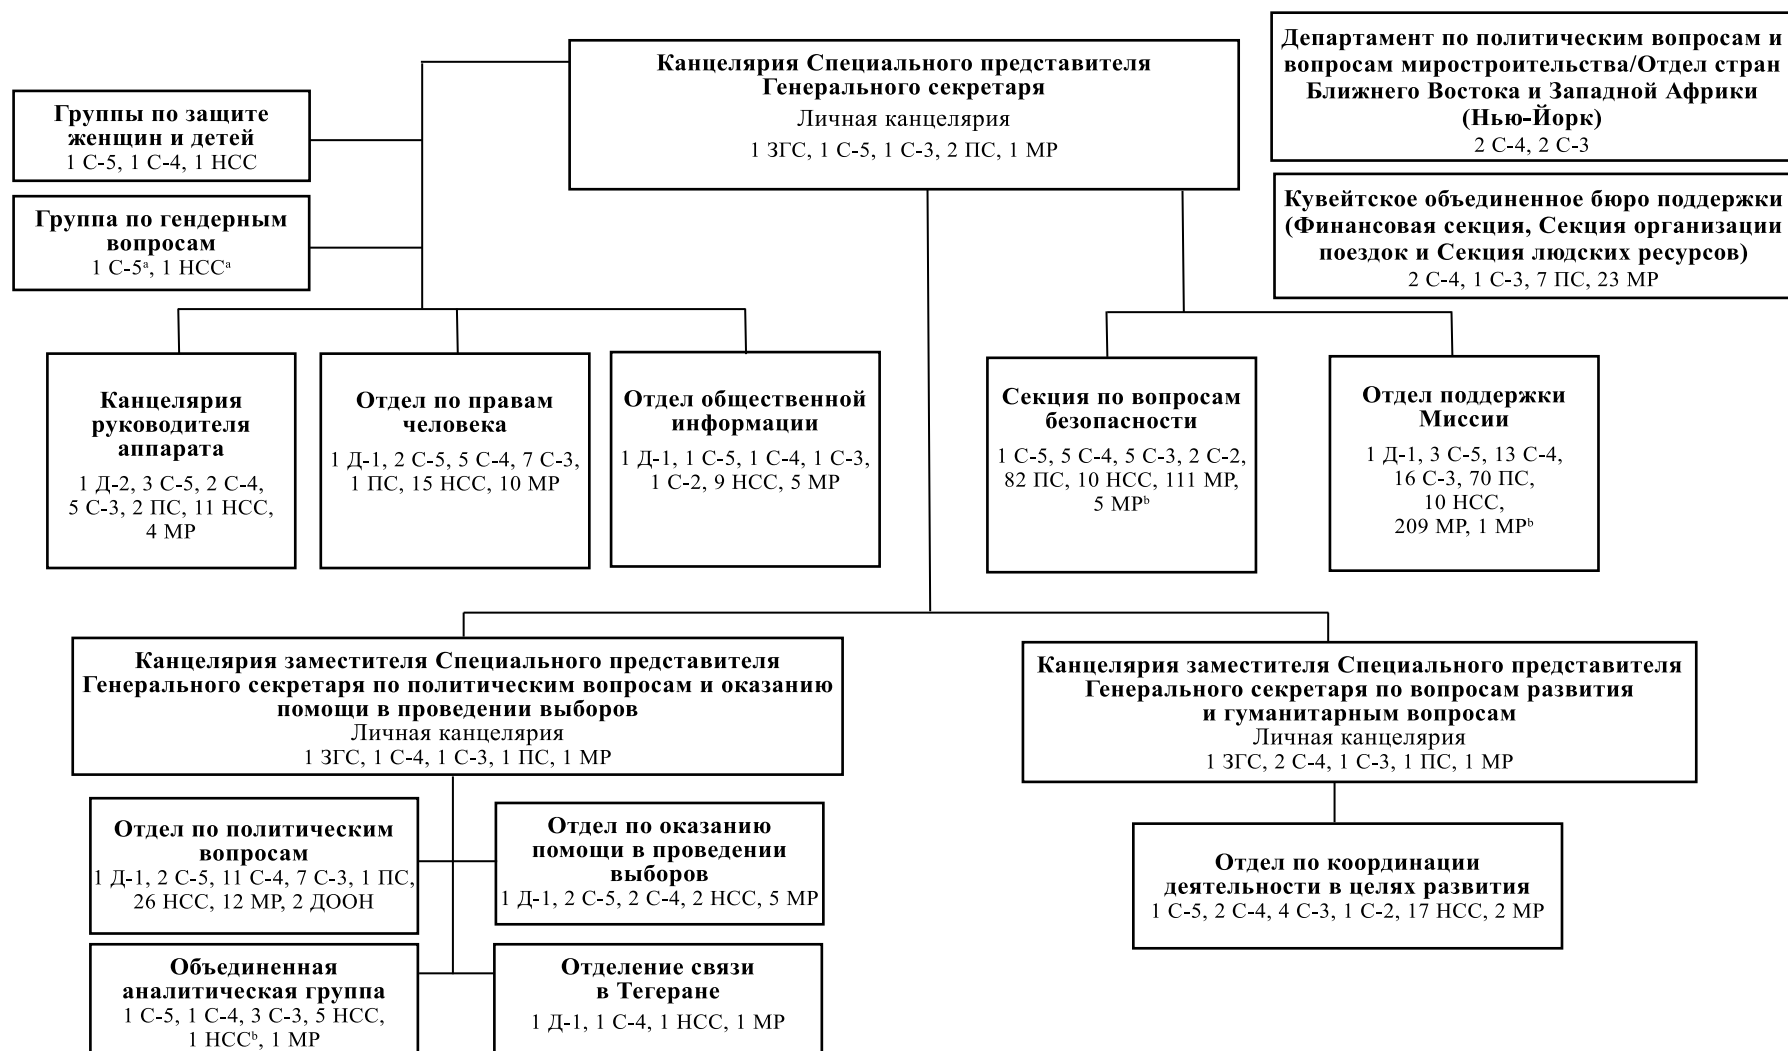 Канцелярия Специального представителя
Генерального секретаря
Личная канцелярия
1 ЗГС, 1 С-5, 1 С-3, 2 ПС, 1 МР
Департамент по политическим вопросам и
вопросам миростроительства/Отдел стран
Ближнего Востока и Западной Африки
(Нью-Йорк)
2 С-4, 2 С-3
Группы по защите
женщин и детей
1 С-5, 1 С-4, 1 НСС
Кувейтское объединенное бюро поддержки
(Финансовая секция, Секция организации
поездок и Секция людских ресурсов)
2 С-4, 1 С-3, 7 ПС, 23 МР
Группа по гендерным
вопросам
1 С-5ᵃ, 1 НССᵃ
Канцелярия
руководителя
аппарата
1 Д-2, 3 С-5, 2 С-4,
5 С-3, 2 ПС, 11 НСС,
4 МР
Отдел по правам
человека
1 Д-1, 2 С-5, 5 С-4, 7 С-3,
1 ПС, 15 НСС, 10 МР
Отдел общественной
информации
1 Д-1, 1 С-5, 1 С-4, 1 С-3,
1 С-2, 9 НСС, 5 МР
Секция по вопросам
безопасности
1 С-5, 5 С-4, 5 С-3, 2 С-2,
82 ПС, 10 НСС, 111 МР,
5 МРᵇ
Отдел поддержки
Миссии
1 Д-1, 3 С-5, 13 С-4,
16 С-3, 70 ПС,
10 НСС,
209 МР, 1 МРᵇ
Канцелярия заместителя Специального представителя
Генерального секретаря по политическим вопросам и оказанию
помощи в проведении выборов
Личная канцелярия
1 ЗГС, 1 С-4, 1 С-3, 1 ПС, 1 МР
Канцелярия заместителя Специального представителя
Генерального секретаря по вопросам развития
и гуманитарным вопросам
Личная канцелярия
1 ЗГС, 2 С-4, 1 С-3, 1 ПС, 1 МР
Отдел по политическим
вопросам
1 Д-1, 2 С-5, 11 С-4, 7 С-3, 1 ПС,
26 НСС, 12 МР, 2 ДООН
Отдел по оказанию
помощи в проведении
выборов
1 Д-1, 2 С-5, 2 С-4, 2 НСС, 5 МР
Отдел по координации
деятельности в целях развития
1 С-5, 2 С-4, 4 С-3, 1 С-2, 17 НСС, 2 МР
Объединенная
аналитическая группа
1 С-5, 1 С-4, 3 С-3, 5 НСС,
1 НССᵇ, 1 МР
Отделение связи
в Тегеране
1 Д-1, 1 С-4, 1 НСС, 1 МР